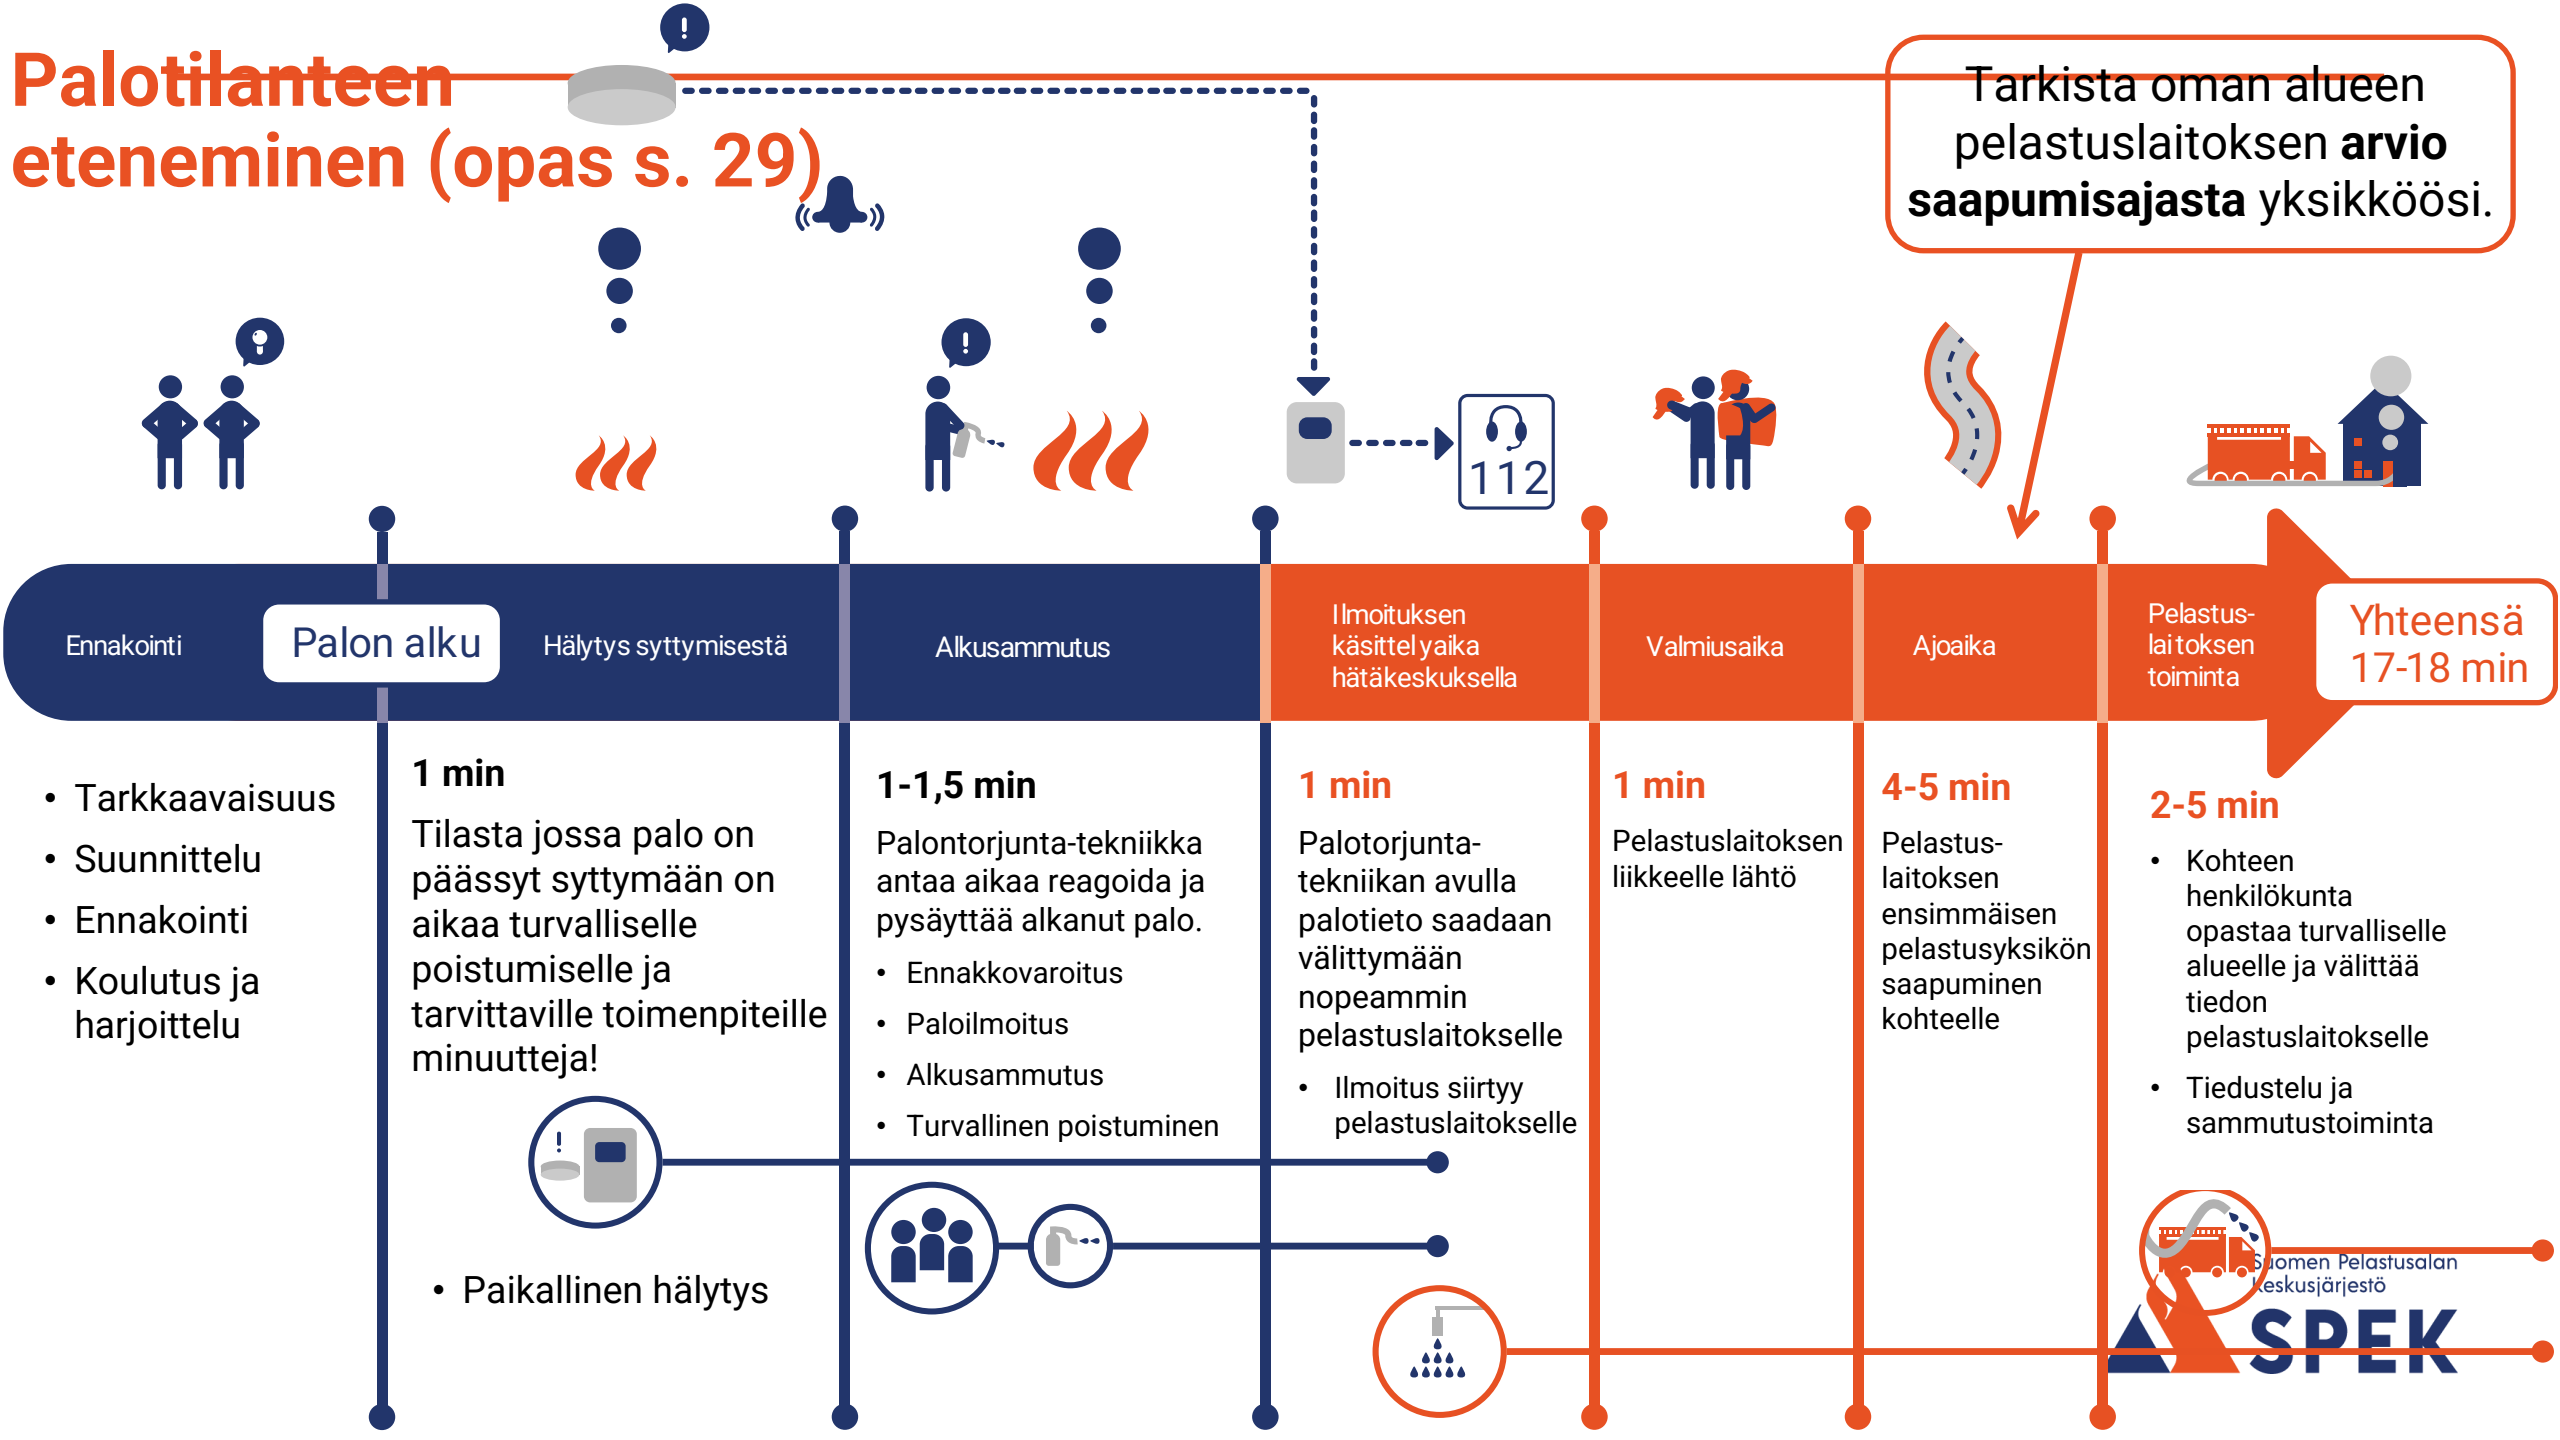 Palotilanteen
eteneminen (opas s. 29)
Tarkista oman alueen
pelastuslaitoksen arvio
saapumisajasta yksikköösi.
112
Ennakointi
Palon alku
Hälytys syttymisestä
Alkusammutus
Ilmoituksen
käsittelyaika
hätäkeskuksella
Valmiusaika
Ajoaika
Pelastus-
laitoksen
toiminta
Yhteensä
17-18 min
• Tarkkaavaisuus
• Suunnittelu
• Ennakointi
• Koulutus ja
harjoittelu
1 min
Tilasta jossa palo on
päässyt syttymään on
aikaa turvalliselle
poistumiselle ja
tarvittaville toimenpiteille
minuutteja!
• Paikallinen hälytys
1-1,5 min
Palontorjunta-tekniikka
antaa aikaa reagoida ja
pysäyttää alkanut palo.
• Ennakkovaroitus
• Paloilmoitus
• Alkusammutus
• Turvallinen poistuminen
1 min
Palotorjunta-
tekniikan avulla
palotieto saadaan
välittymään
nopeammin
pelastuslaitokselle
• Ilmoitus siirtyy
pelastuslaitokselle
1 min
Pelastuslaitoksen
liikkeelle lähtö
4-5 min
Pelastus-
laitoksen
ensimmäisen
pelastusyksikön
saapuminen
kohteelle
2-5 min
• Kohteen
henkilökunta
opastaa turvalliselle
alueelle ja välittää
tiedon
pelastuslaitokselle
• Tiedustelu ja
sammutustoiminta
Suomen Pelastusalan
Keskusjärjestö
SPEK